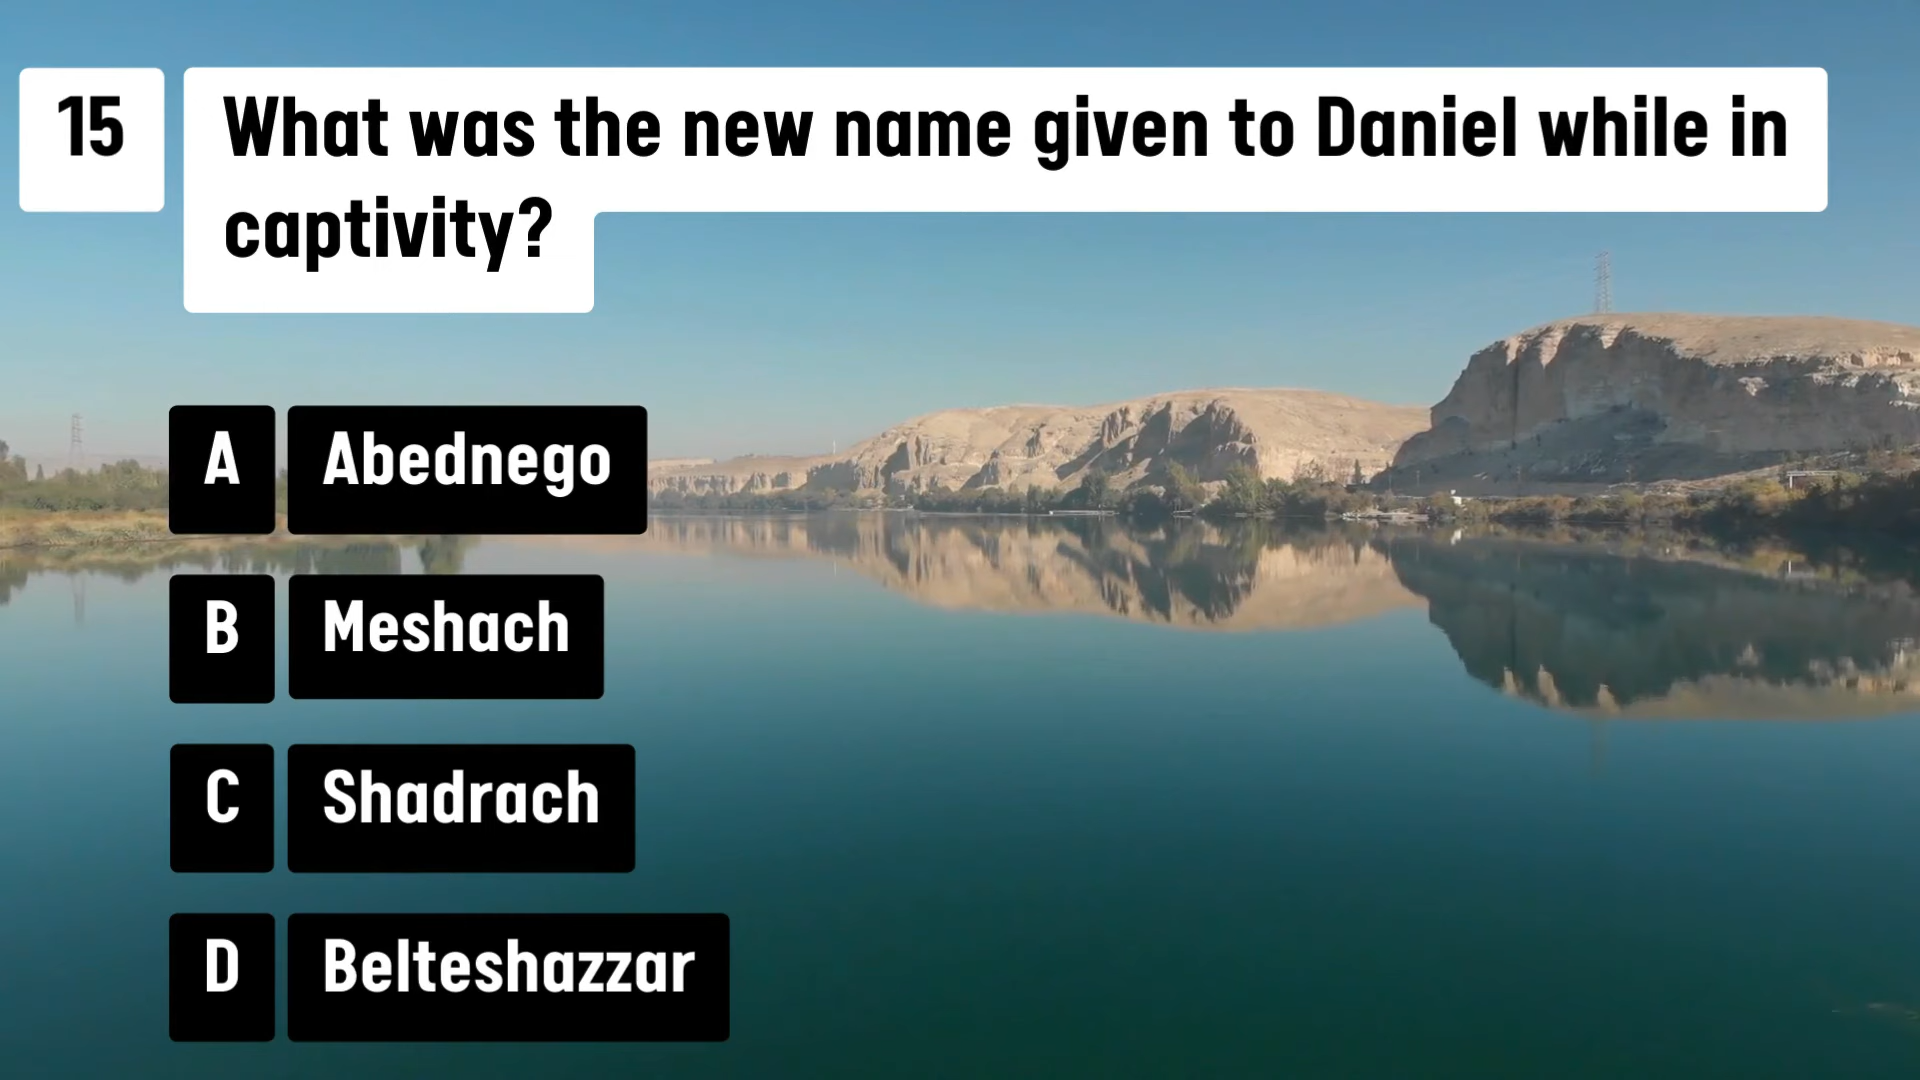 15 What was the new name given to Daniel while in
captivity?
A Abednego
B Meshach
C Shadrach
D Belteshazzar